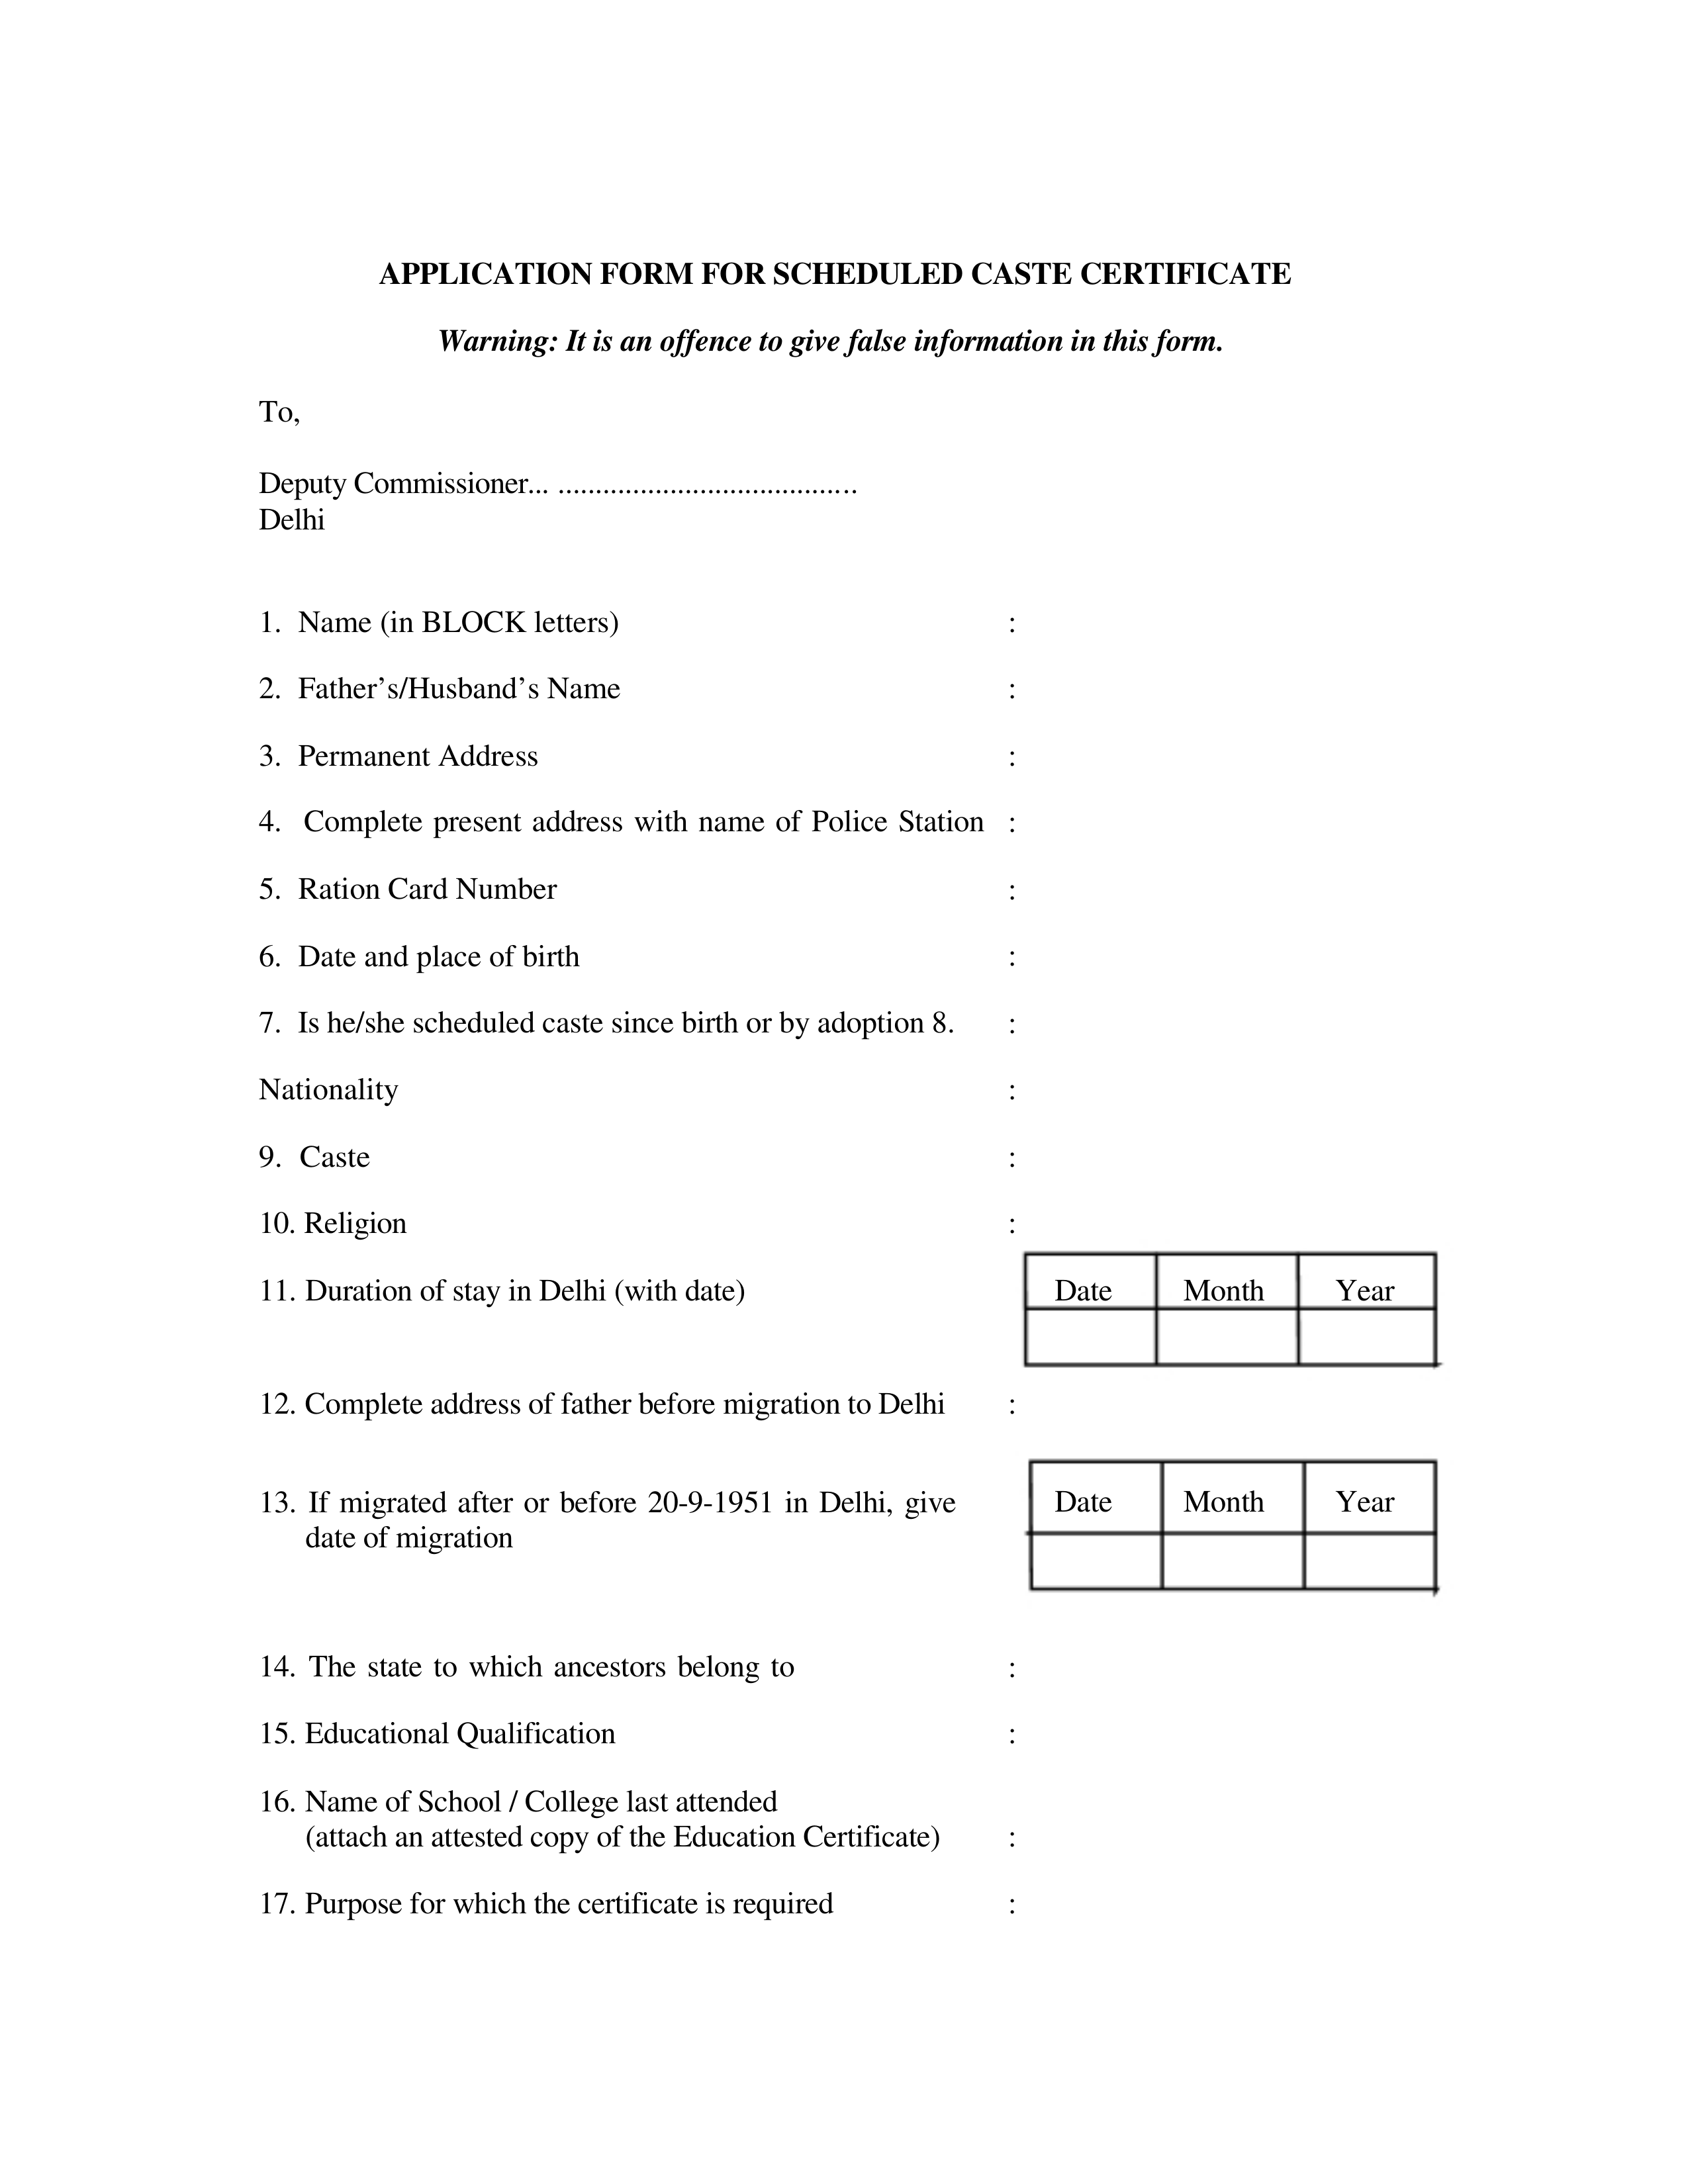 APPLICATION FORM FOR SCHEDULED CASTE CERTIFICATE
Warning: It is an offence to give false information in this form.
To,
Deputy Commissioner... ........................................
Delhi
1. Name (in BLOCK letters) :
2. Father’s/Husband’s Name :
3. Permanent Address :
4. Complete present address with name of Police Station :
5. Ration Card Number :
6. Date and place of birth :
7. Is he/she scheduled caste since birth or by adoption 8. :
Nationality :
9. Caste :
10. Religion :
11. Duration of stay in Delhi (with date) Date Month Year
12. Complete address of father before migration to Delhi :
13. If migrated after or before 20-9-1951 in Delhi, give Date Month Year
date of migration
14. The state to which ancestors belong to :
15. Educational Qualification :
16. Name of School / College last attended
(attach an attested copy of the Education Certificate) :
17. Purpose for which the certificate is required :